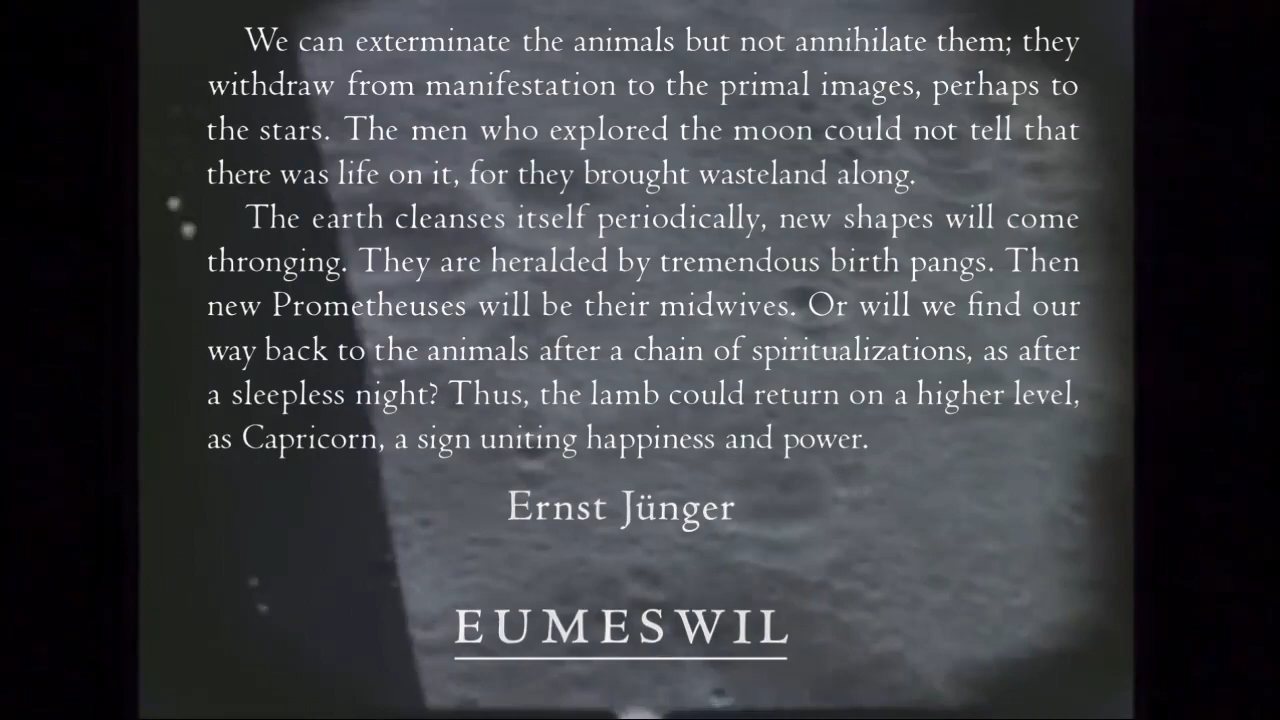 We can exterminate the animals but not annihilate them; they
withdraw from manifestation to the primal images, perhaps to
the stars. The men who explored the moon could not tell that
there was life on it, for they brought wasteland along.
The earth cleanses itself periodically, new shapes will come
thronging. They are heralded by tremendous birth pangs. Then
new Prometheuses will be their midwives. Or will we find our
way back to the animals after a chain of spiritualizations, as after
a sleepless night? Thus, the lamb could return on a higher level,
as Capricorn, a sign uniting happiness and power.
Ernst Jünger
EUMESWIL